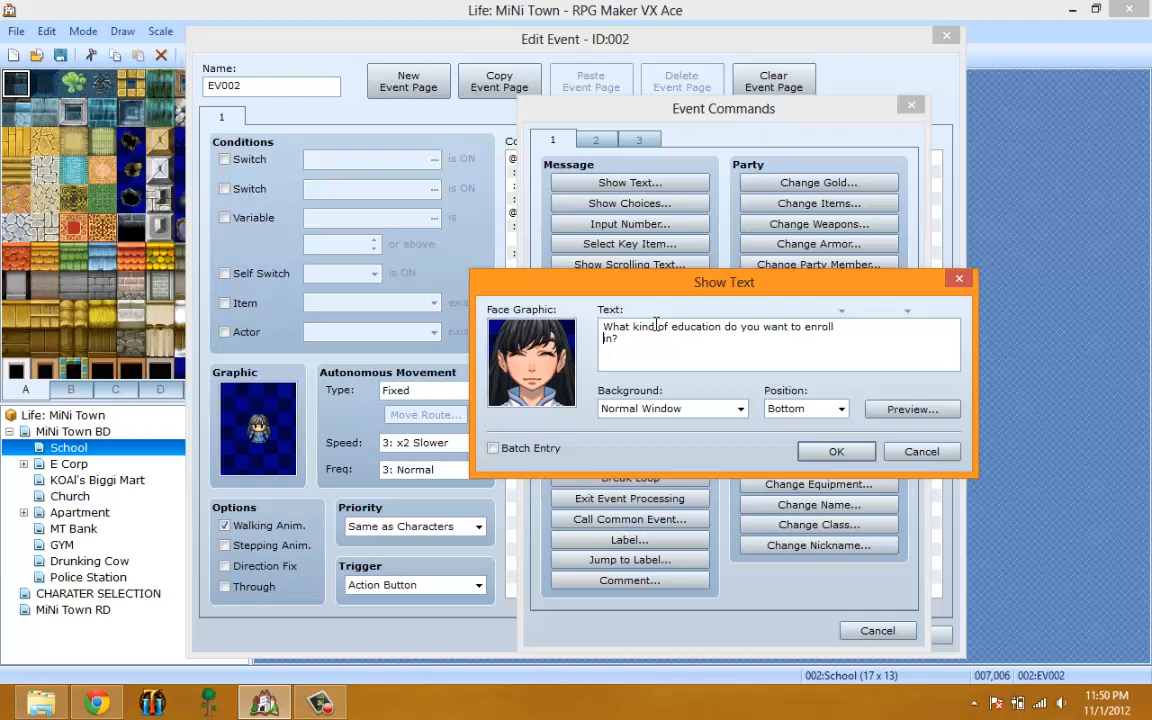 Life: MiNi Town - RPG Maker VX Ace
File Edit Mode Draw Scale
Edit Event - ID:002
Name:
EV002
New Event Page
Copy Event Page
Paste Event Page
Delete Event Page
Clear Event Page
1
Conditions
Switch ... is ON
Switch ... is ON
Variable ... is
or above
Self Switch is ON
Item
Actor
Graphic
Autonomous Movement
Type: Fixed
Move Route...
Speed: 3: x2 Slower
Freq: 3: Normal
Options
Walking Anim.
Stepping Anim.
Direction Fix
Through
Priority
Same as Characters
Trigger
Action Button
Event Commands
1 2 3
Message
Show Text...
Show Choices...
Input Number...
Select Key Item...
Show Scrolling Text...
Party
Change Gold...
Change Items...
Change Weapons...
Change Armor...
Change Party Member...
Show Text
Face Graphic:
Text:
What kind of education do you want to enroll
in?
Background:
Normal Window
Position:
Bottom
Preview...
Batch Entry
OK
Cancel
Break Loop
Exit Event Processing
Call Common Event...
Label...
Jump to Label...
Comment...
Change Equipment...
Change Name...
Change Class...
Change Nickname...
Cancel
A B C D
Life: MiNi Town
MiNi Town BD
School
E Corp
KOAl's Biggi Mart
Church
Apartment
MT Bank
GYM
Drunking Cow
Police Station
CHARATER SELECTION
MiNi Town RD
002:School (17 x 13)
007,006
002:EV002
11:50 PM
11/1/2012